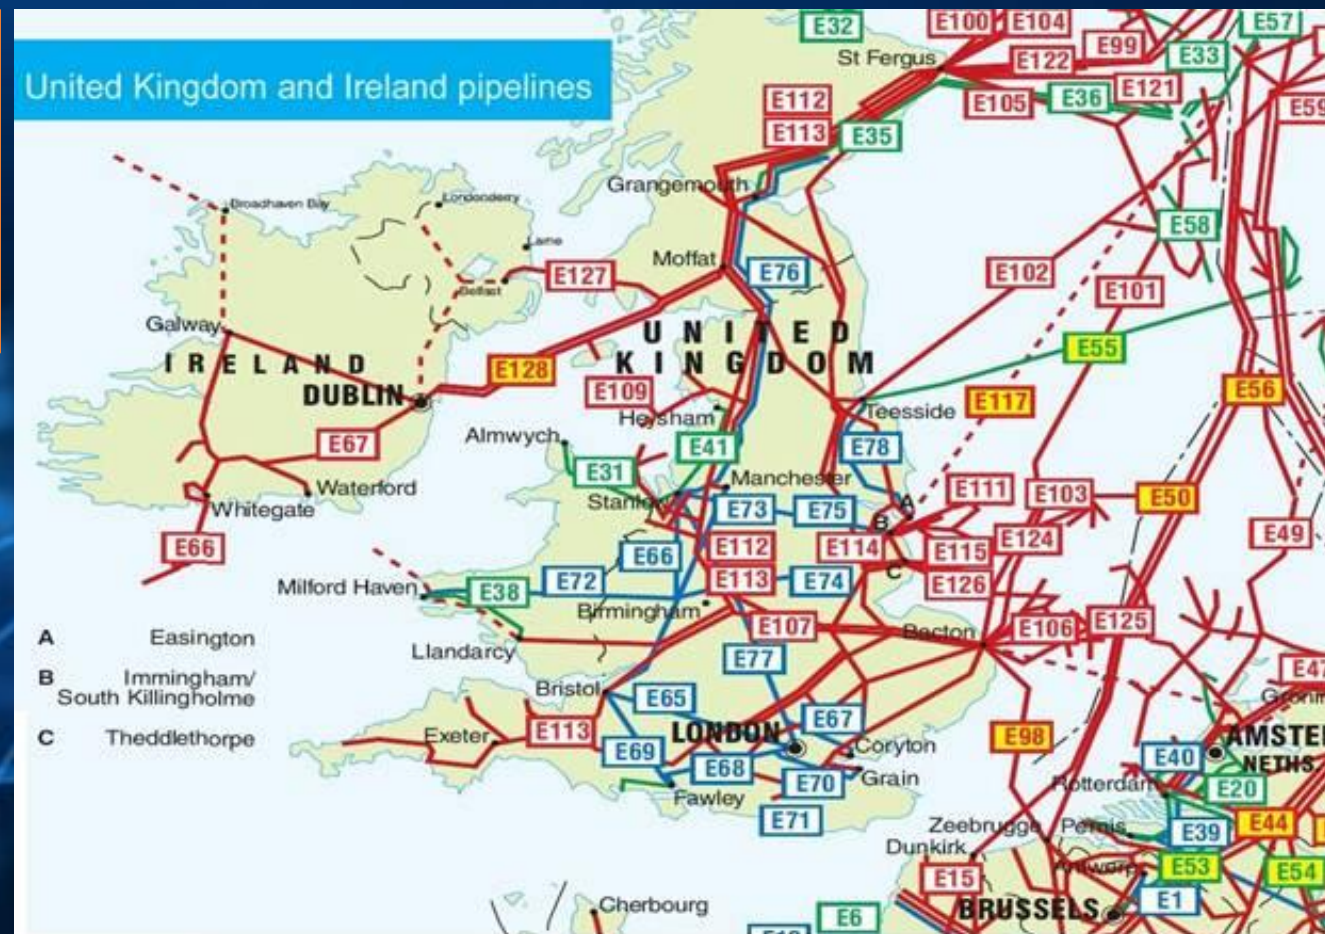 United Kingdom and Ireland pipelines
E32
E100
E104
E57
E99
E33
St Fergus
E122
E112
E105
E36
E121
E113
E35
Grangemouth
Broadhaven Bay
Londonderry
Larne
E58
Moffat
E76
E102
E127
Belfast
E101
Galway
UNITED
KINGDOM
E55
IRELAND
E128
DUBLIN
E109
E117
E56
Heysham
Teesside
E67
Almwych
E41
E78
E31
Manchester
E111
E103
E50
Waterford
Stanlow
A
Whitegate
E73
E75
B
E49
E66
E66
E112
E114
E115
E124
C
Milford Haven
E38
E72
E113
E74
E126
Birmingham
A Easington
E107
Bacton
E106
E125
Llandarcy
E77
B Immingham/
South Killingholme
Bristol
E65
E67
C Theddlethorpe
Exeter
E113
E69
LONDON
Coryton
E98
E40
NETHS
E68
E70
Grain
Rotterdam
E20
Fawley
E71
Zeebrugge
Pernis
E39
E44
Dunkirk
Antwerp
E53
E54
E15
E1
Cherbourg
E6
BRUSSELS